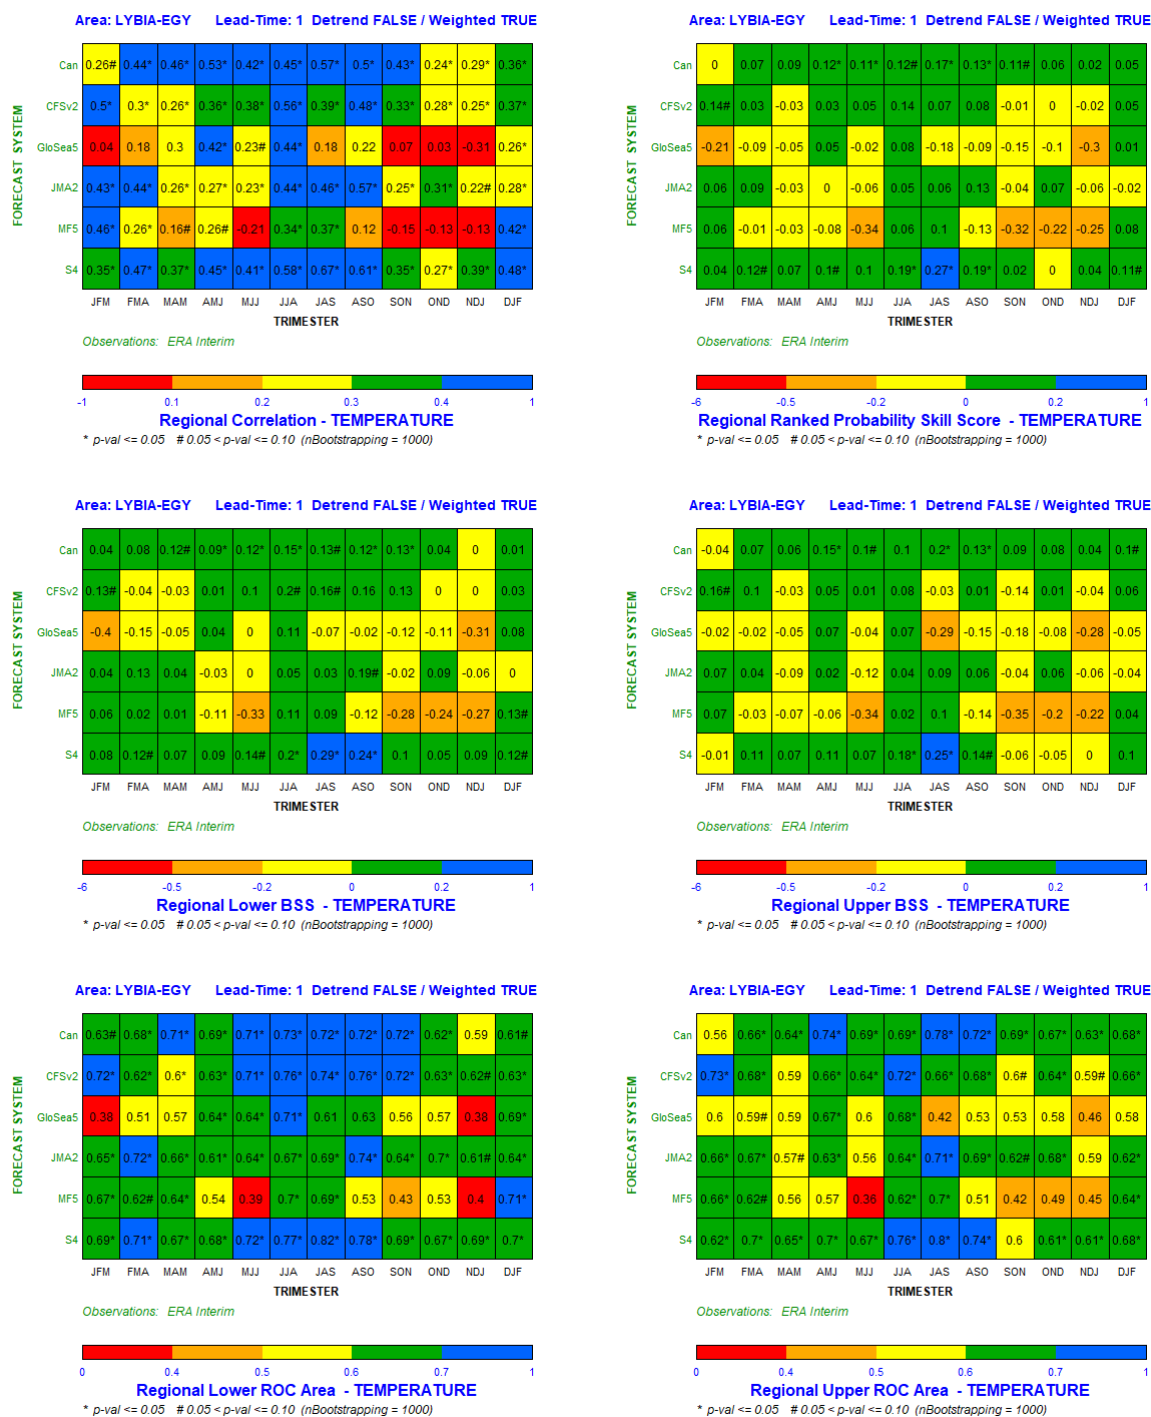 Area: LYBIA-EGY Lead-Time: 1 Detrend FALSE / Weighted TRUE
FORECAST SYSTEM
Can 0.26# 0.44* 0.46* 0.53* 0.42* 0.45* 0.57* 0.5* 0.43* 0.24* 0.29* 0.36*
CFSv2 0.5* 0.3* 0.26* 0.36* 0.38* 0.56* 0.39* 0.48* 0.33* 0.28* 0.25* 0.37*
GloSea5 0.04 0.18 0.3 0.42* 0.23# 0.44* 0.18 0.22 0.07 0.03 -0.31 0.26*
JMA2 0.43* 0.44* 0.26* 0.27* 0.23* 0.44* 0.46* 0.57* 0.25* 0.31* 0.22# 0.28*
MF5 0.46* 0.26* 0.16# 0.26# -0.21 0.34* 0.37* 0.12 -0.15 -0.13 -0.13 0.42*
S4 0.35* 0.47* 0.37* 0.45* 0.41* 0.58* 0.67* 0.61* 0.35* 0.27* 0.39* 0.48*
JFM FMA MAM AMJ MJJ JJA JAS ASO SON OND NDJ DJF
TRIMESTER
Observations: ERA Interim
-1 0.1 0.2 0.3 0.4 1
Regional Correlation - TEMPERATURE
* p-val <= 0.05 # 0.05 < p-val <= 0.10 (nBootstrapping = 1000)
Area: LYBIA-EGY Lead-Time: 1 Detrend FALSE / Weighted TRUE
FORECAST SYSTEM
Can 0 0.07 0.09 0.12* 0.11* 0.12# 0.17* 0.13* 0.11# 0.06 0.02 0.05
CFSv2 0.14# 0.03 -0.03 0.03 0.05 0.14 0.07 0.08 -0.01 0 -0.02 0.05
GloSea5 -0.21 -0.09 -0.05 0.05 -0.02 0.08 -0.18 -0.09 -0.15 -0.1 -0.3 0.01
JMA2 0.06 0.09 -0.03 0 -0.06 0.05 0.06 0.13 -0.04 0.07 -0.06 -0.02
MF5 0.06 -0.01 -0.03 -0.08 -0.34 0.06 0.1 -0.13 -0.32 -0.22 -0.25 0.08
S4 0.04 0.12# 0.07 0.1# 0.1 0.19* 0.27* 0.19* 0.02 0 0.04 0.11#
JFM FMA MAM AMJ MJJ JJA JAS ASO SON OND NDJ DJF
TRIMESTER
Observations: ERA Interim
-6 -0.5 -0.2 0 0.2 1
Regional Ranked Probability Skill Score - TEMPERATURE
* p-val <= 0.05 # 0.05 < p-val <= 0.10 (nBootstrapping = 1000)
Area: LYBIA-EGY Lead-Time: 1 Detrend FALSE / Weighted TRUE
FORECAST SYSTEM
Can 0.04 0.08 0.12# 0.09* 0.12* 0.15* 0.13# 0.12* 0.13* 0.04 0 0.01
CFSv2 0.13# -0.04 -0.03 0.01 0.1 0.2# 0.16# 0.16 0.13 0 0 0.03
GloSea5 -0.4 -0.15 -0.05 0.04 0 0.11 -0.07 -0.02 -0.12 -0.11 -0.31 0.08
JMA2 0.04 0.13 0.04 -0.03 0 0.05 0.03 0.19# -0.02 0.09 -0.06 0
MF5 0.06 0.02 0.01 -0.11 -0.33 0.11 0.09 -0.12 -0.28 -0.24 -0.27 0.13#
S4 0.08 0.12# 0.07 0.09 0.14# 0.2* 0.29* 0.24* 0.1 0.05 0.09 0.12#
JFM FMA MAM AMJ MJJ JJA JAS ASO SON OND NDJ DJF
TRIMESTER
Observations: ERA Interim
-6 -0.5 -0.2 0 0.2 1
Regional Lower BSS - TEMPERATURE
* p-val <= 0.05 # 0.05 < p-val <= 0.10 (nBootstrapping = 1000)
Area: LYBIA-EGY Lead-Time: 1 Detrend FALSE / Weighted TRUE
FORECAST SYSTEM
Can -0.04 0.07 0.06 0.15* 0.1# 0.1 0.2* 0.13* 0.09 0.08 0.04 0.1#
CFSv2 0.16# 0.1 -0.03 0.05 0.01 0.08 -0.03 0.01 -0.14 0.01 -0.04 0.06
GloSea5 -0.02 -0.02 -0.05 0.07 -0.04 0.07 -0.29 -0.15 -0.18 -0.08 -0.28 -0.05
JMA2 0.07 0.04 -0.09 0.02 -0.12 0.04 0.09 0.06 -0.04 0.06 -0.06 -0.04
MF5 0.07 -0.03 -0.07 -0.06 -0.34 0.02 0.1 -0.14 -0.35 -0.2 -0.22 0.04
S4 -0.01 0.11 0.07 0.11 0.07 0.18* 0.25* 0.14# -0.06 -0.05 0 0.1
JFM FMA MAM AMJ MJJ JJA JAS ASO SON OND NDJ DJF
TRIMESTER
Observations: ERA Interim
-6 -0.5 -0.2 0 0.2 1
Regional Upper BSS - TEMPERATURE
* p-val <= 0.05 # 0.05 < p-val <= 0.10 (nBootstrapping = 1000)
Area: LYBIA-EGY Lead-Time: 1 Detrend FALSE / Weighted TRUE
FORECAST SYSTEM
Can 0.63# 0.68* 0.71* 0.69* 0.71* 0.73* 0.72* 0.72* 0.72* 0.62* 0.59 0.61#
CFSv2 0.72* 0.62* 0.6* 0.63* 0.71* 0.76* 0.74* 0.76* 0.72* 0.63* 0.62# 0.63*
GloSea5 0.38 0.51 0.57 0.64* 0.64* 0.71* 0.61 0.63 0.56 0.57 0.38 0.69*
JMA2 0.65* 0.72* 0.66* 0.61* 0.64* 0.67* 0.69* 0.74* 0.64* 0.7* 0.61# 0.64*
MF5 0.67* 0.62# 0.64* 0.54 0.39 0.7* 0.69* 0.53 0.43 0.53 0.4 0.71*
S4 0.69* 0.71* 0.67* 0.68* 0.72* 0.77* 0.82* 0.78* 0.69* 0.67* 0.69* 0.7*
JFM FMA MAM AMJ MJJ JJA JAS ASO SON OND NDJ DJF
TRIMESTER
Observations: ERA Interim
0 0.4 0.5 0.6 0.7 1
Regional Lower ROC Area - TEMPERATURE
* p-val <= 0.05 # 0.05 < p-val <= 0.10 (nBootstrapping = 1000)
Area: LYBIA-EGY Lead-Time: 1 Detrend FALSE / Weighted TRUE
FORECAST SYSTEM
Can 0.56 0.66* 0.64* 0.74* 0.69* 0.69* 0.78* 0.72* 0.69* 0.67* 0.63* 0.68*
CFSv2 0.73* 0.68* 0.59 0.66* 0.64* 0.72* 0.66* 0.68* 0.6# 0.64* 0.59# 0.66*
GloSea5 0.6 0.59# 0.59 0.67* 0.6 0.68* 0.42 0.53 0.53 0.58 0.46 0.58
JMA2 0.66* 0.67* 0.57# 0.63* 0.56 0.64* 0.71* 0.69* 0.62# 0.68* 0.59 0.62*
MF5 0.66* 0.62# 0.56 0.57 0.36 0.62* 0.7* 0.51 0.42 0.49 0.45 0.64*
S4 0.62* 0.7* 0.65* 0.7* 0.67* 0.76* 0.8* 0.74* 0.6 0.61* 0.61* 0.68*
JFM FMA MAM AMJ MJJ JJA JAS ASO SON OND NDJ DJF
TRIMESTER
Observations: ERA Interim
0 0.4 0.5 0.6 0.7 1
Regional Upper ROC Area - TEMPERATURE
* p-val <= 0.05 # 0.05 < p-val <= 0.10 (nBootstrapping = 1000)